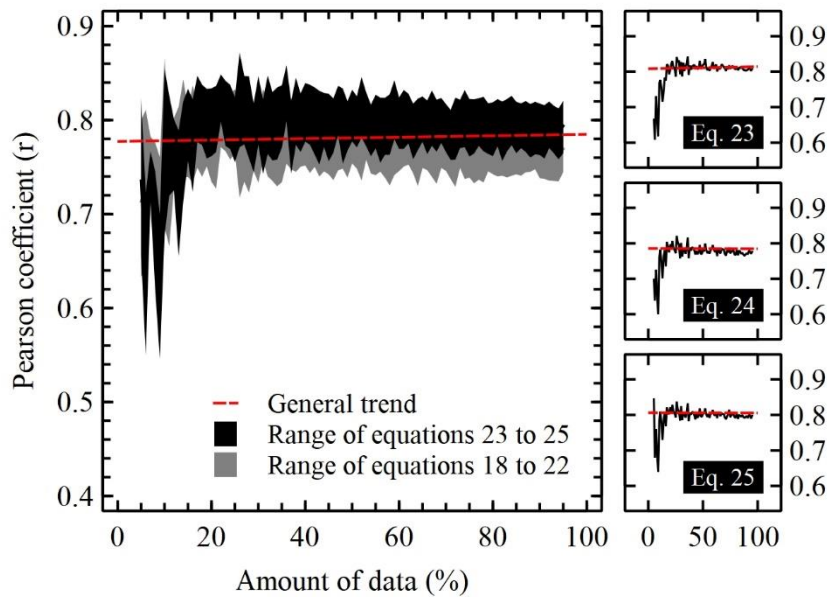 Pearson coefficient (r)
0.9
0.8
0.7
0.6
0.5
0.4
General trend
Range of equations 23 to 25
Range of equations 18 to 22
0 20 40 60 80 100
Amount of data (%)
0.9
0.8
0.7
0.6
Eq. 23
0.9
0.8
0.7
0.6
Eq. 24
0.9
0.8
0.7
0.6
Eq. 25
0 50 100